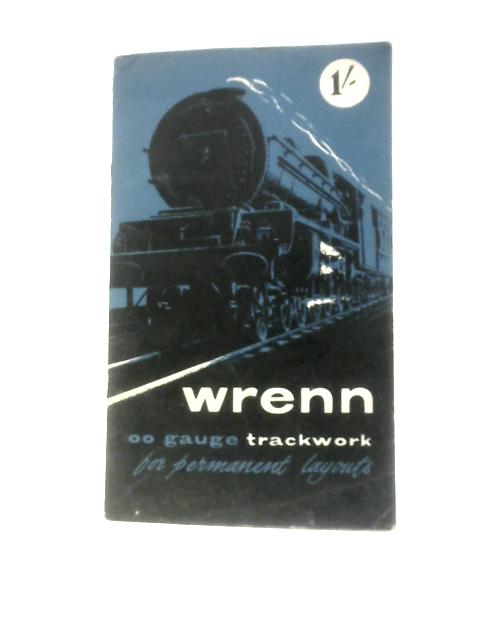 1/-
wrenn
oo gauge trackwork
for permanent layouts